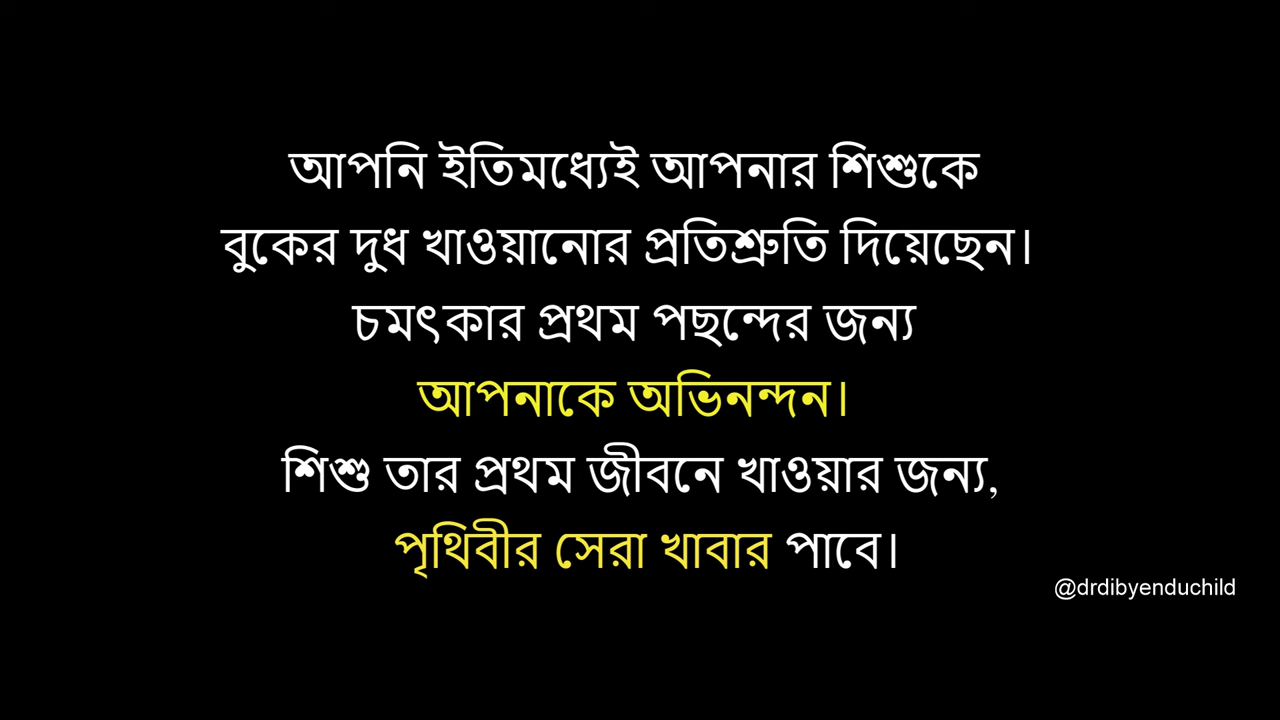 আপনি ইতিমধ্যেই আপনার শিশুকে
বুকের দুধ খাওয়ানোর প্রতিশ্রুতি দিয়েছেন।
চমৎকার প্রথম পছন্দের জন্য
আপনাকে অভিনন্দন।
শিশু তার প্রথম জীবনে খাওয়ার জন্য,
পৃথিবীর সেরা খাবার পাবে।
@drdibyenduchild